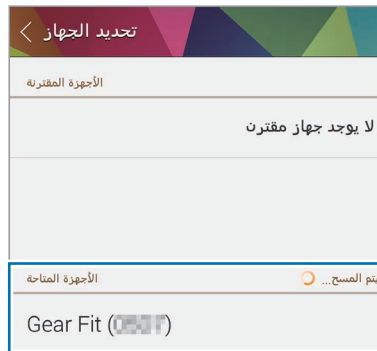 تحديد الجهاز
الأجهزة المقترنة
لا يوجد جهاز مقترن
يتم المسح...
الأجهزة المتاحة
Gear Fit (
)